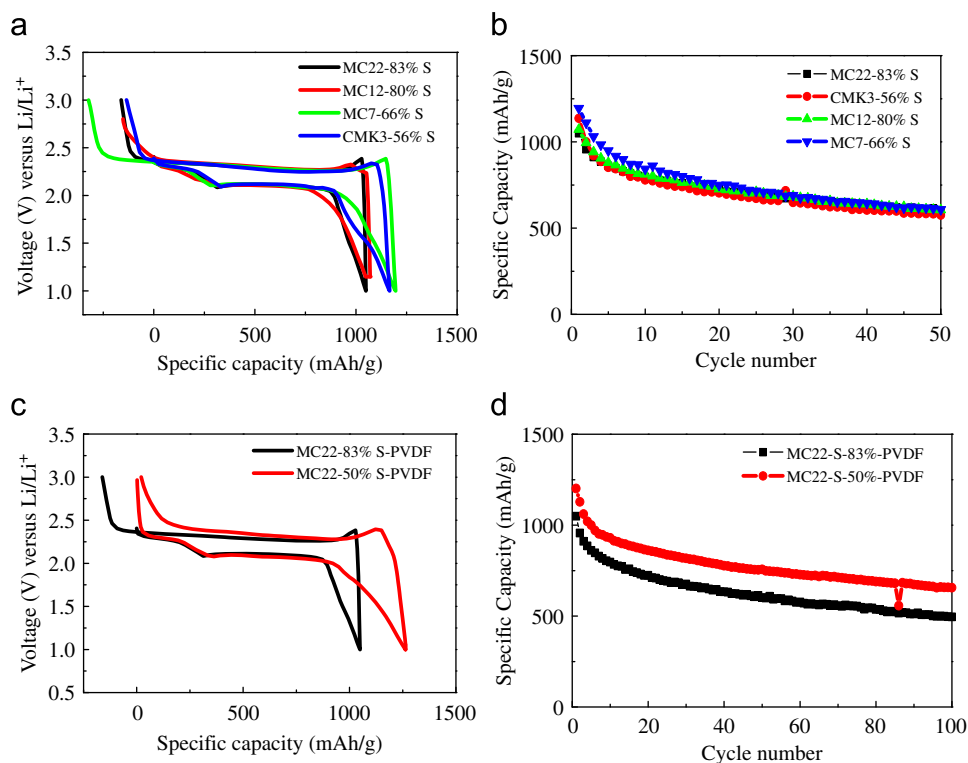 a
3.5
3.0
2.5
2.0
1.5
1.0
Voltage (V) versus Li/Li⁺
MC22-83% S
MC12-80% S
MC7-66% S
CMK3-56% S
0
500
1000
1500
Specific capacity (mAh/g)
b
1500
1000
500
0
Specific Capacity (mAh/g)
MC22-83% S
CMK3-56% S
MC12-80% S
MC7-66% S
0
10
20
30
40
50
Cycle number
c
3.5
3.0
2.5
2.0
1.5
1.0
0.5
Voltage (V) versus Li/Li⁺
MC22-83% S-PVDF
MC22-50% S-PVDF
0
500
1000
1500
Specific capacity (mAh/g)
d
1500
1000
500
0
Specific Capacity (mAh/g)
MC22-S-83%-PVDF
MC22-S-50%-PVDF
0
20
40
60
80
100
Cycle number